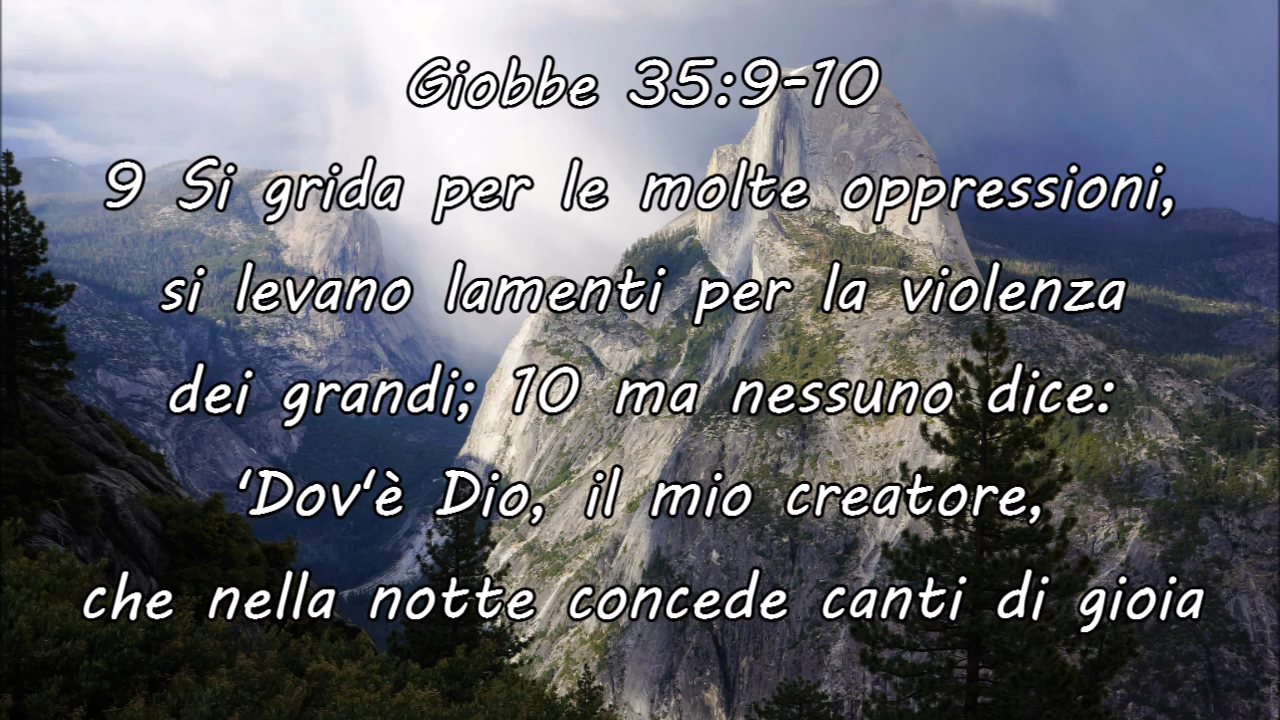 Giobbe 35:9-10
9 Si grida per le molte oppressioni,
si levano lamenti per la violenza
dei grandi; 10 ma nessuno dice:
'Dov'è Dio, il mio creatore,
che nella notte concede canti di gioia